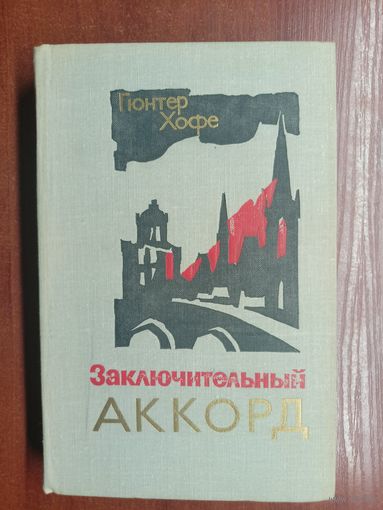 Гюнтер
Хофе
Заключительный
АККОРД